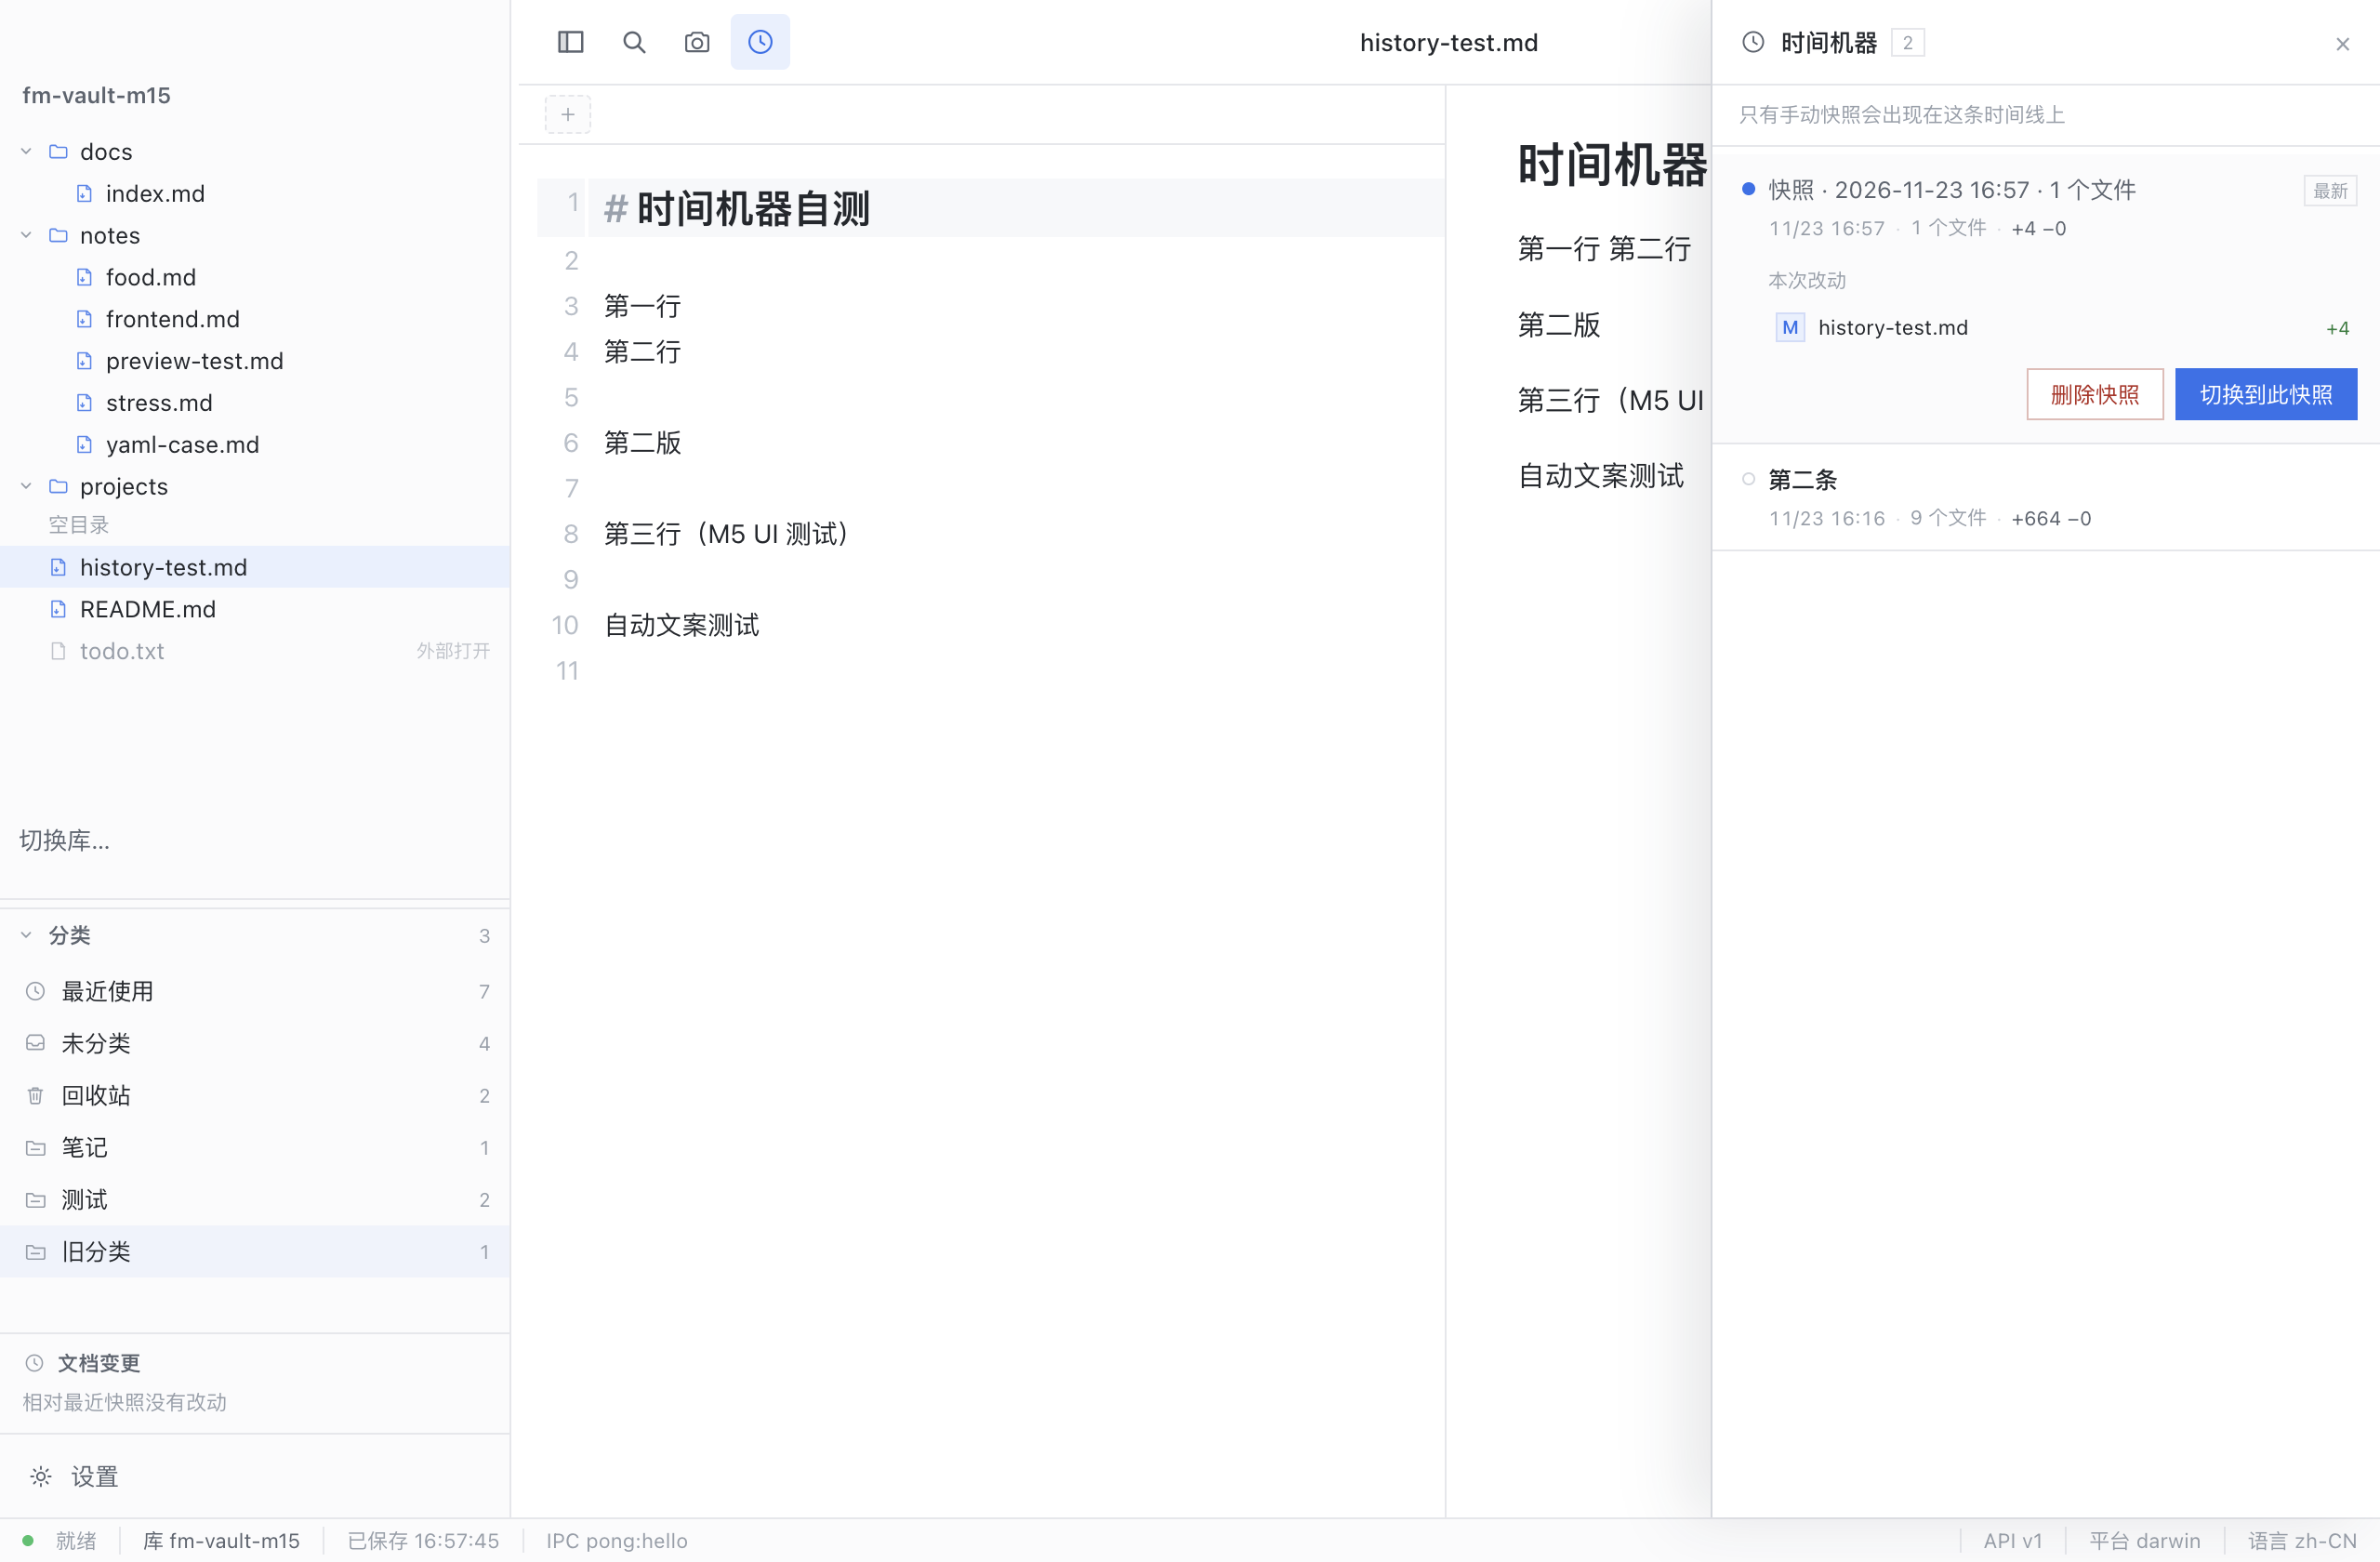 fm-vault-m15
docs
index.md
notes
food.md
frontend.md
preview-test.md
stress.md
yaml-case.md
projects
空目录
history-test.md
README.md
todo.txt 外部打开
切换库...
分类 3
最近使用 7
未分类 4
回收站 2
笔记 1
测试 2
旧分类 1
文档变更
相对最近快照没有改动
设置
history-test.md
+
1 # 时间机器自测
2
3 第一行
4 第二行
5
6 第二版
7
8 第三行（M5 UI 测试）
9
10 自动文案测试
11
时间机器
第一行 第二行
第二版
第三行（M5 UI
自动文案测试
时间机器 2 ×
只有手动快照会出现在这条时间线上
快照 · 2026-11-23 16:57 · 1 个文件 最新
11/23 16:57 · 1 个文件 · +4 −0
本次改动
M history-test.md +4
删除快照 切换到此快照
第二条
11/23 16:16 · 9 个文件 · +664 −0
就绪 库 fm-vault-m15 已保存 16:57:45 IPC pong:hello API v1 平台 darwin 语言 zh-CN